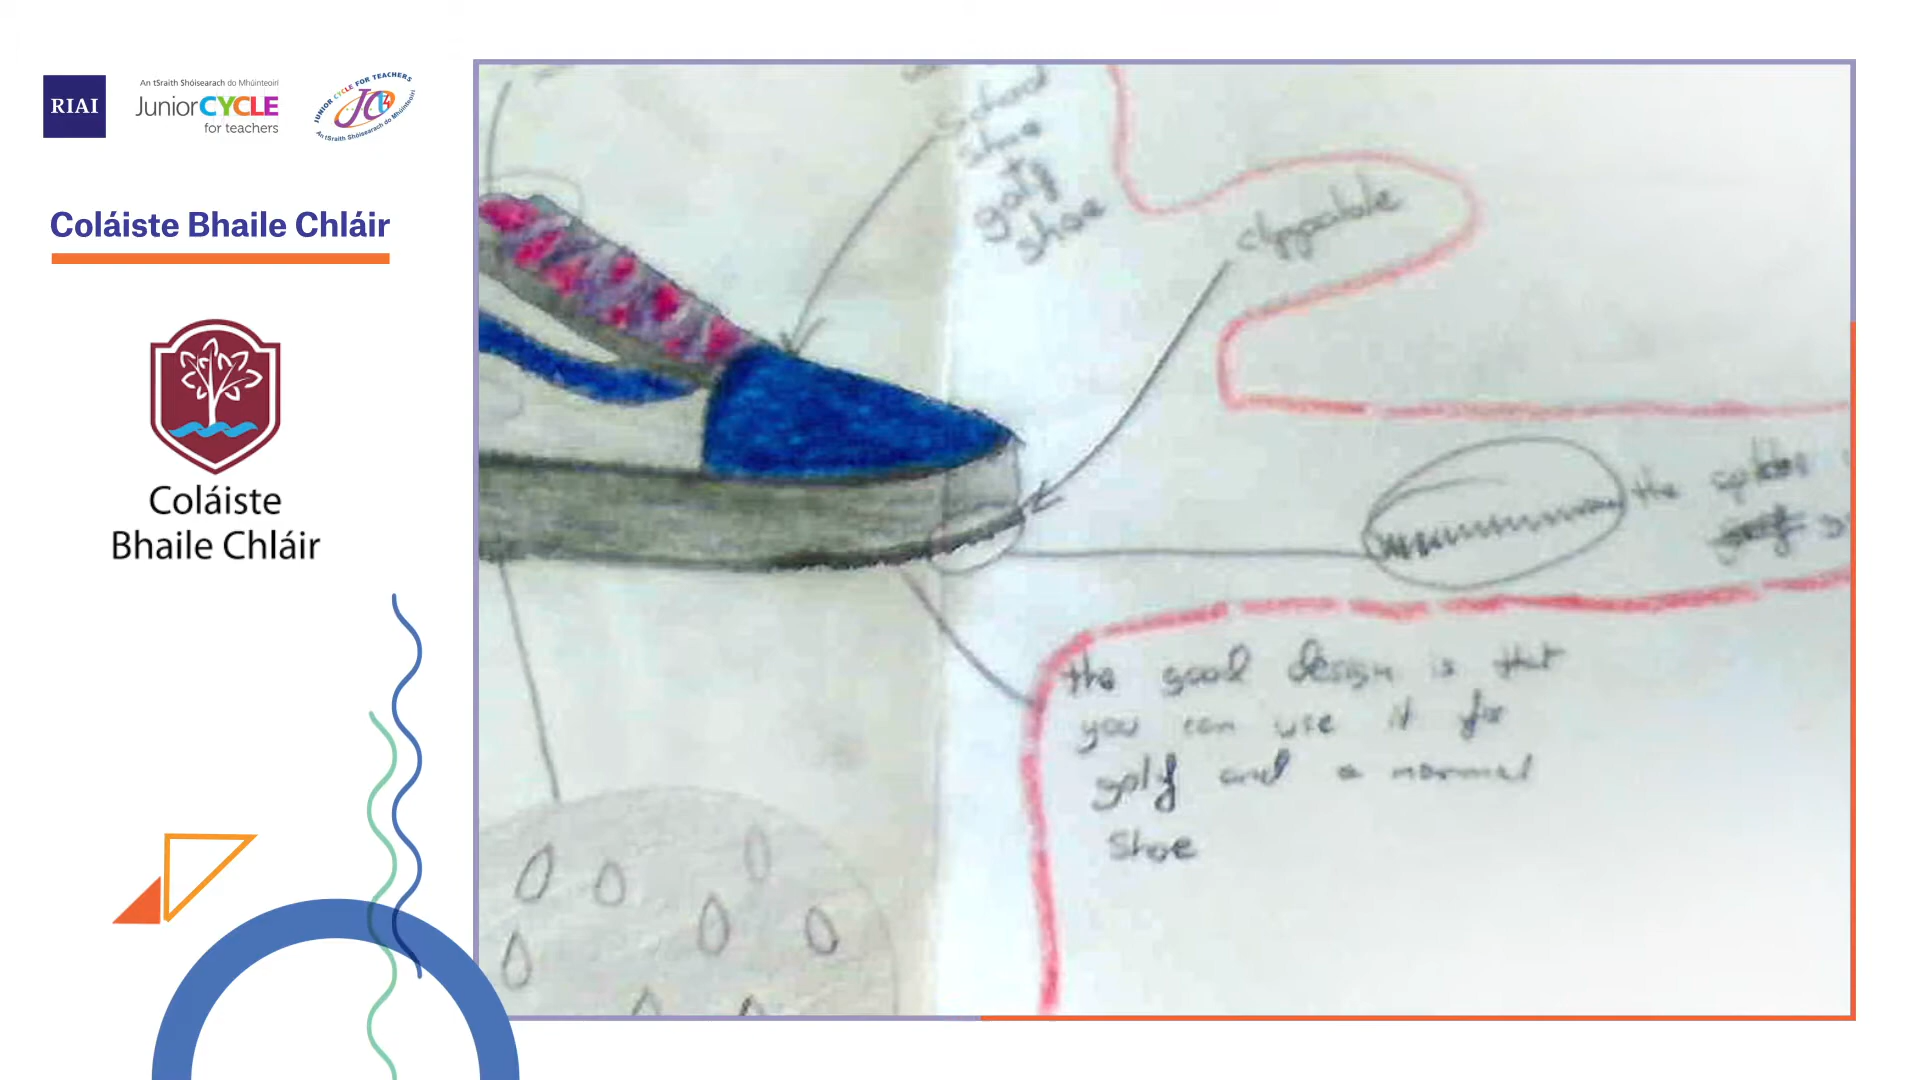 RIAI
An tSraith Shóisearach do Mhúinteoirí
JuniorCYCLE
for teachers
JUNIOR CYCLE FOR TEACHERS
JC
An tSraith Shóisearach do Mhúinteoirí
Coláiste Bhaile Chláir
Coláiste
Bhaile Chláir
school
shoe
golf
shoe
the
the good design is that
you can use it for
golf and a normal
shoe